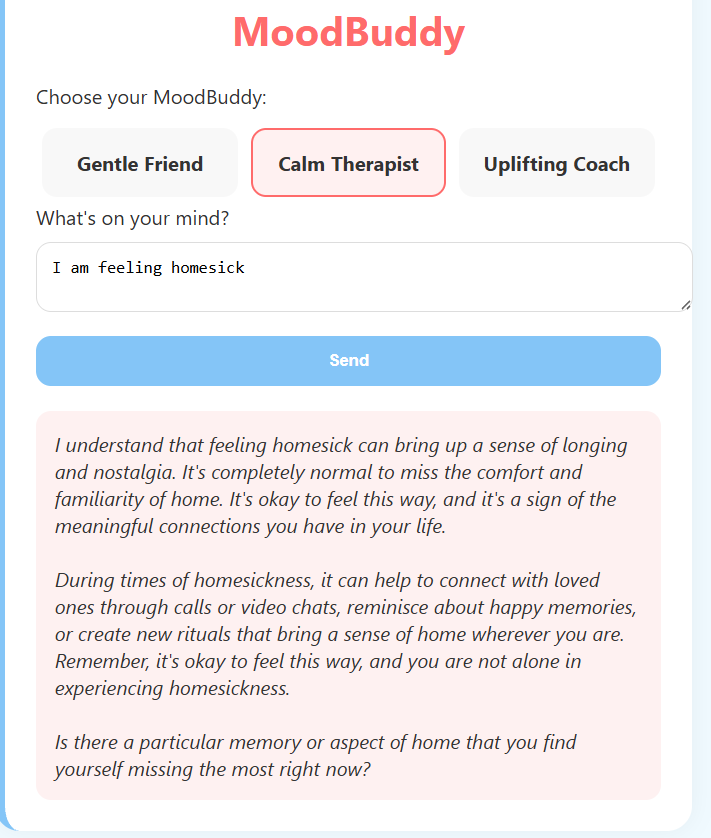 MoodBuddy
Choose your MoodBuddy:
Gentle Friend
Calm Therapist
Uplifting Coach
What's on your mind?
I am feeling homesick
Send
I understand that feeling homesick can bring up a sense of longing
and nostalgia. It's completely normal to miss the comfort and
familiarity of home. It's okay to feel this way, and it's a sign of the
meaningful connections you have in your life.
During times of homesickness, it can help to connect with loved
ones through calls or video chats, reminisce about happy memories,
or create new rituals that bring a sense of home wherever you are.
Remember, it's okay to feel this way, and you are not alone in
experiencing homesickness.
Is there a particular memory or aspect of home that you find
yourself missing the most right now?